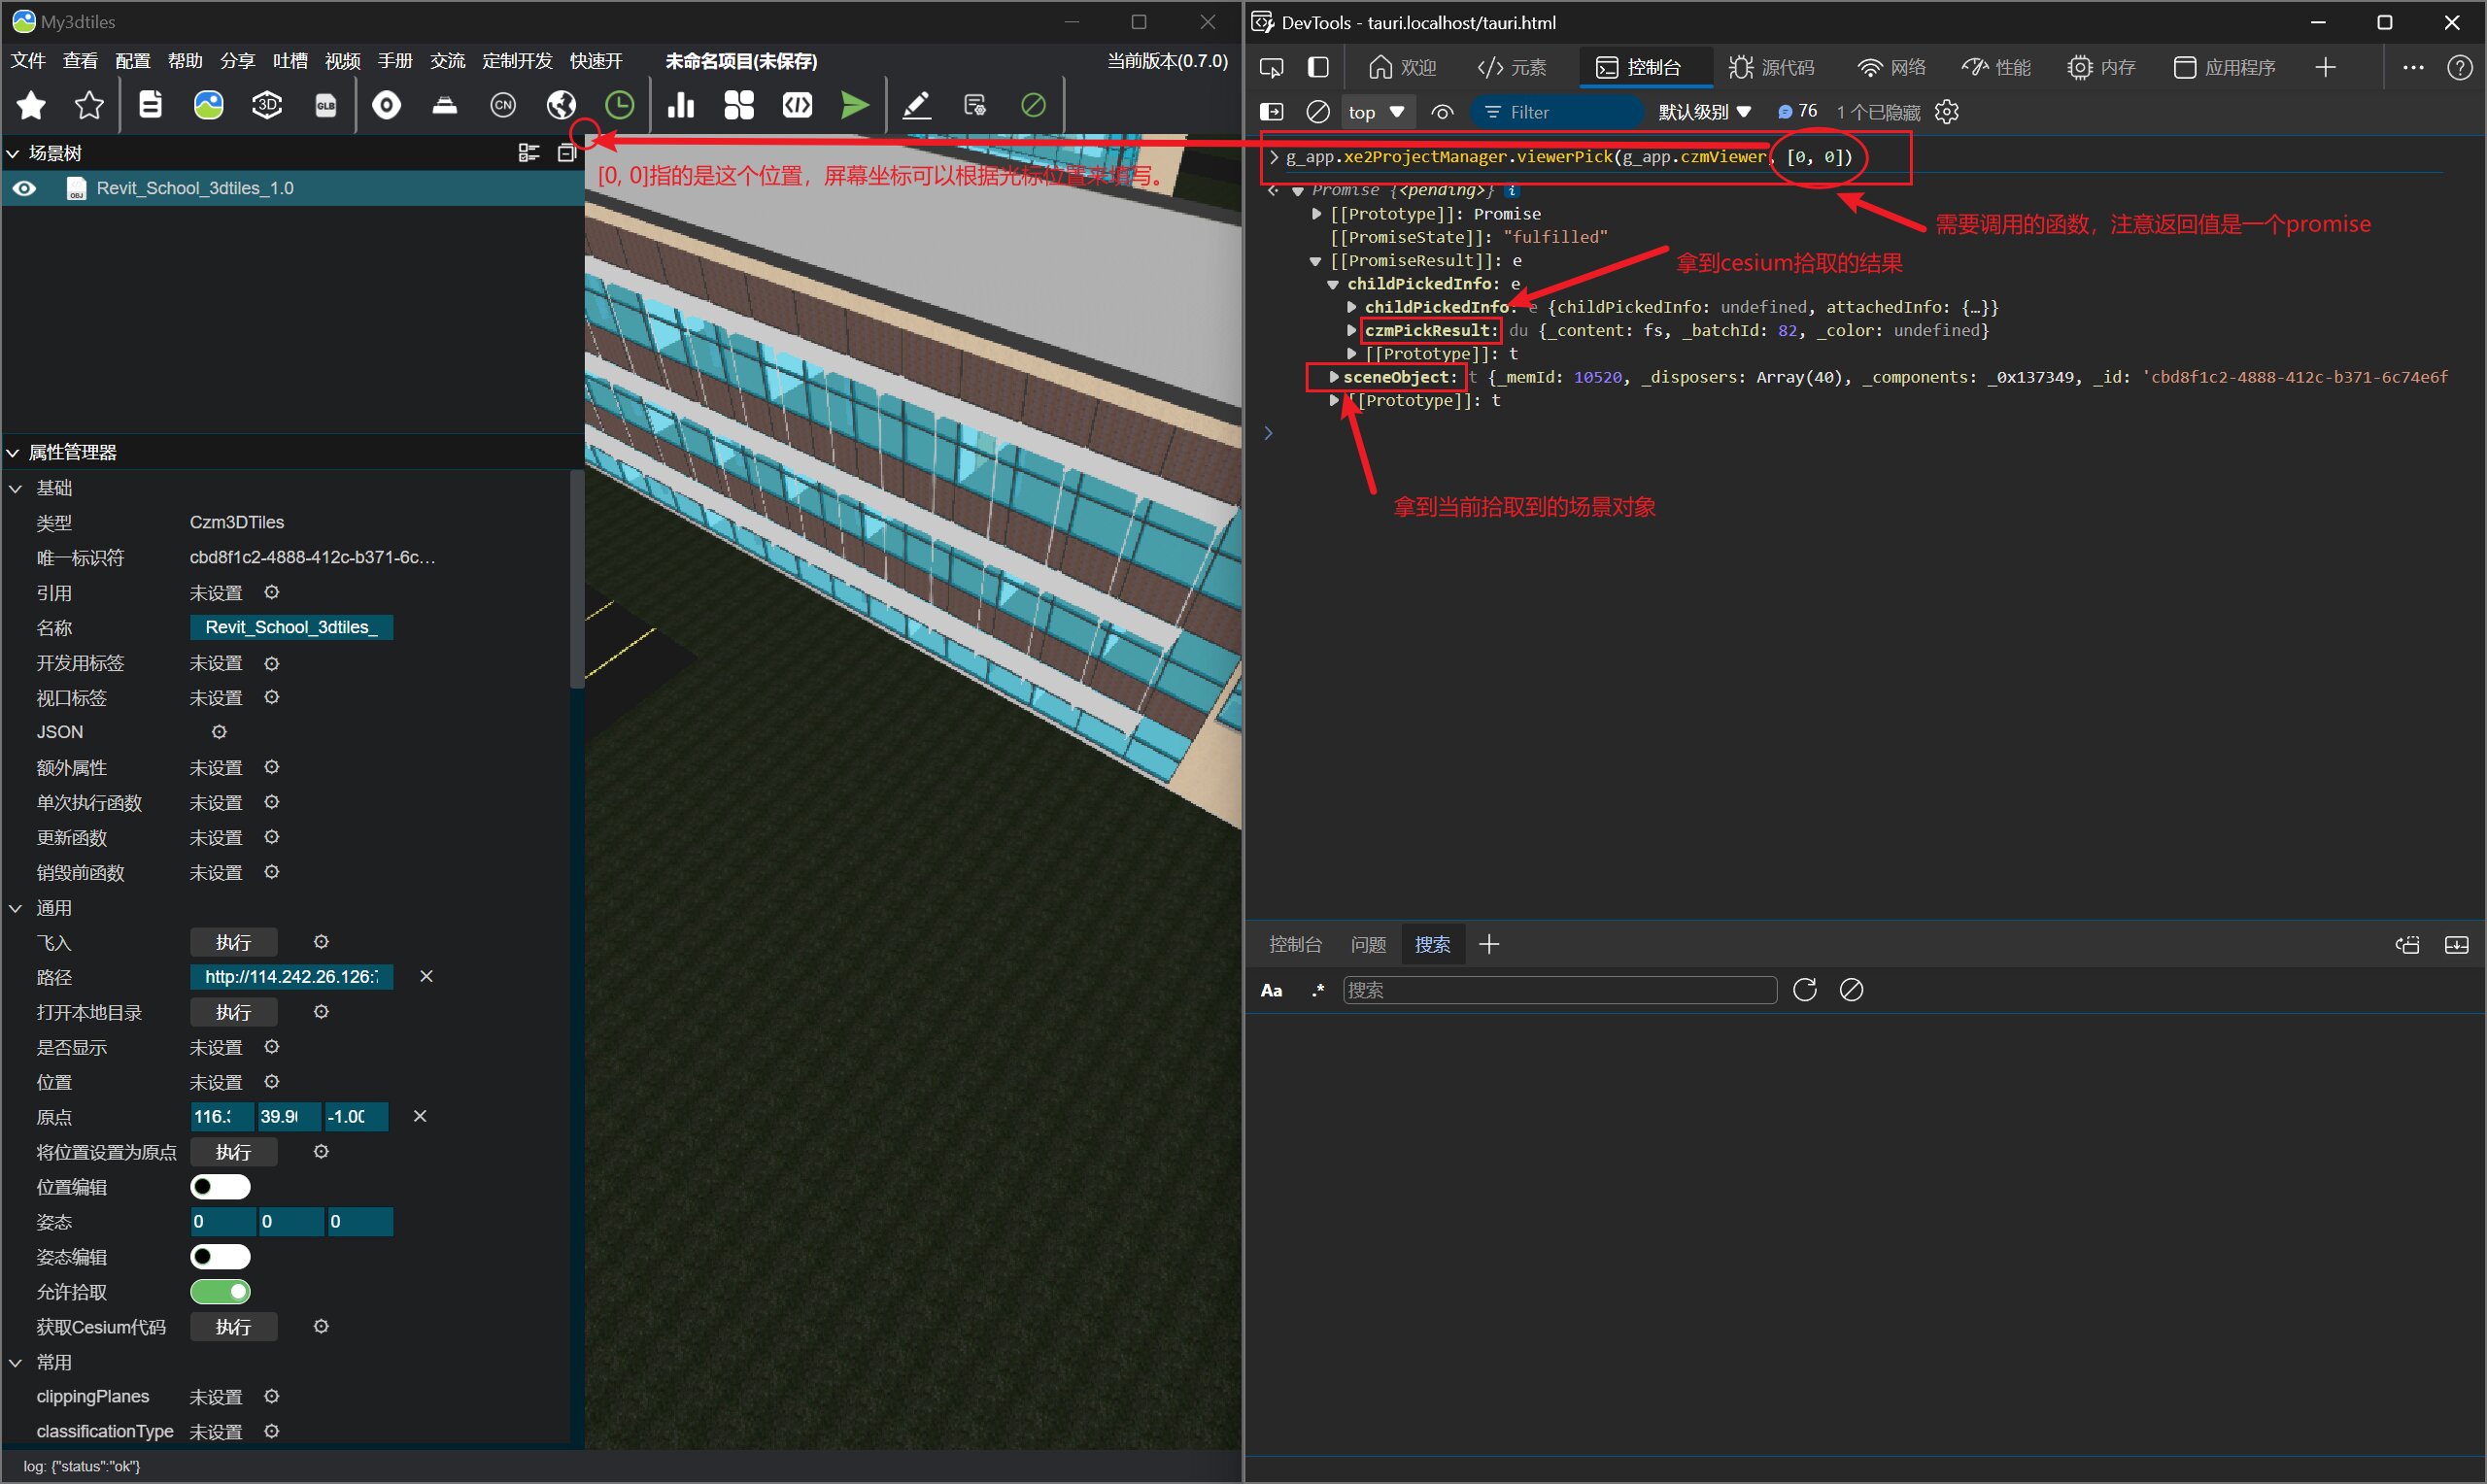 My3dtiles
文件 查看 配置 帮助 分享 吐槽 视频 手册 交流 定制开发 快速开 未命名项目(未保存) 当前版本(0.7.0)
3D GLB CN
场景树
OBJ Revit_School_3dtiles_1.0
[0, 0]指的是这个位置，屏幕坐标可以根据光标位置来填写。
属性管理器
基础
类型 Czm3DTiles
唯一标识符 cbd8f1c2-4888-412c-b371-6c…
引用 未设置
名称 Revit_School_3dtiles_
开发用标签 未设置
视口标签 未设置
JSON
额外属性 未设置
单次执行函数 未设置
更新函数 未设置
销毁前函数 未设置
通用
飞入 执行
路径 http://114.242.26.126:
打开本地目录 执行
是否显示 未设置
位置 未设置
原点 116. 39.9 -1.00
将位置设置为原点 执行
位置编辑
姿态 0 0 0
姿态编辑
允许拾取
获取Cesium代码 执行
常用
clippingPlanes 未设置
classificationType 未设置
log: {"status":"ok"}
DevTools - tauri.localhost/tauri.html
欢迎 元素 控制台 源代码 网络 性能 内存 应用程序
top Filter 默认级别 76 1 个已隐藏
g_app.xe2ProjectManager.viewerPick(g_app.czmViewer, [0, 0])
Promise {<pending>} i
[[Prototype]]: Promise
需要调用的函数，注意返回值是一个promise
[[PromiseState]]: "fulfilled"
[[PromiseResult]]: e
拿到cesium拾取的结果
childPickedInfo: e
childPickedInfo: e {childPickedInfo: undefined, attachedInfo: {…}}
czmPickResult: du {_content: fs, _batchId: 82, _color: undefined}
[[Prototype]]: t
sceneObject: t {_memId: 10520, _disposers: Array(40), _components: _0x137349, _id: 'cbd8f1c2-4888-412c-b371-6c74e6f
[[Prototype]]: t
拿到当前拾取到的场景对象
控制台 问题 搜索
Aa .* 搜索